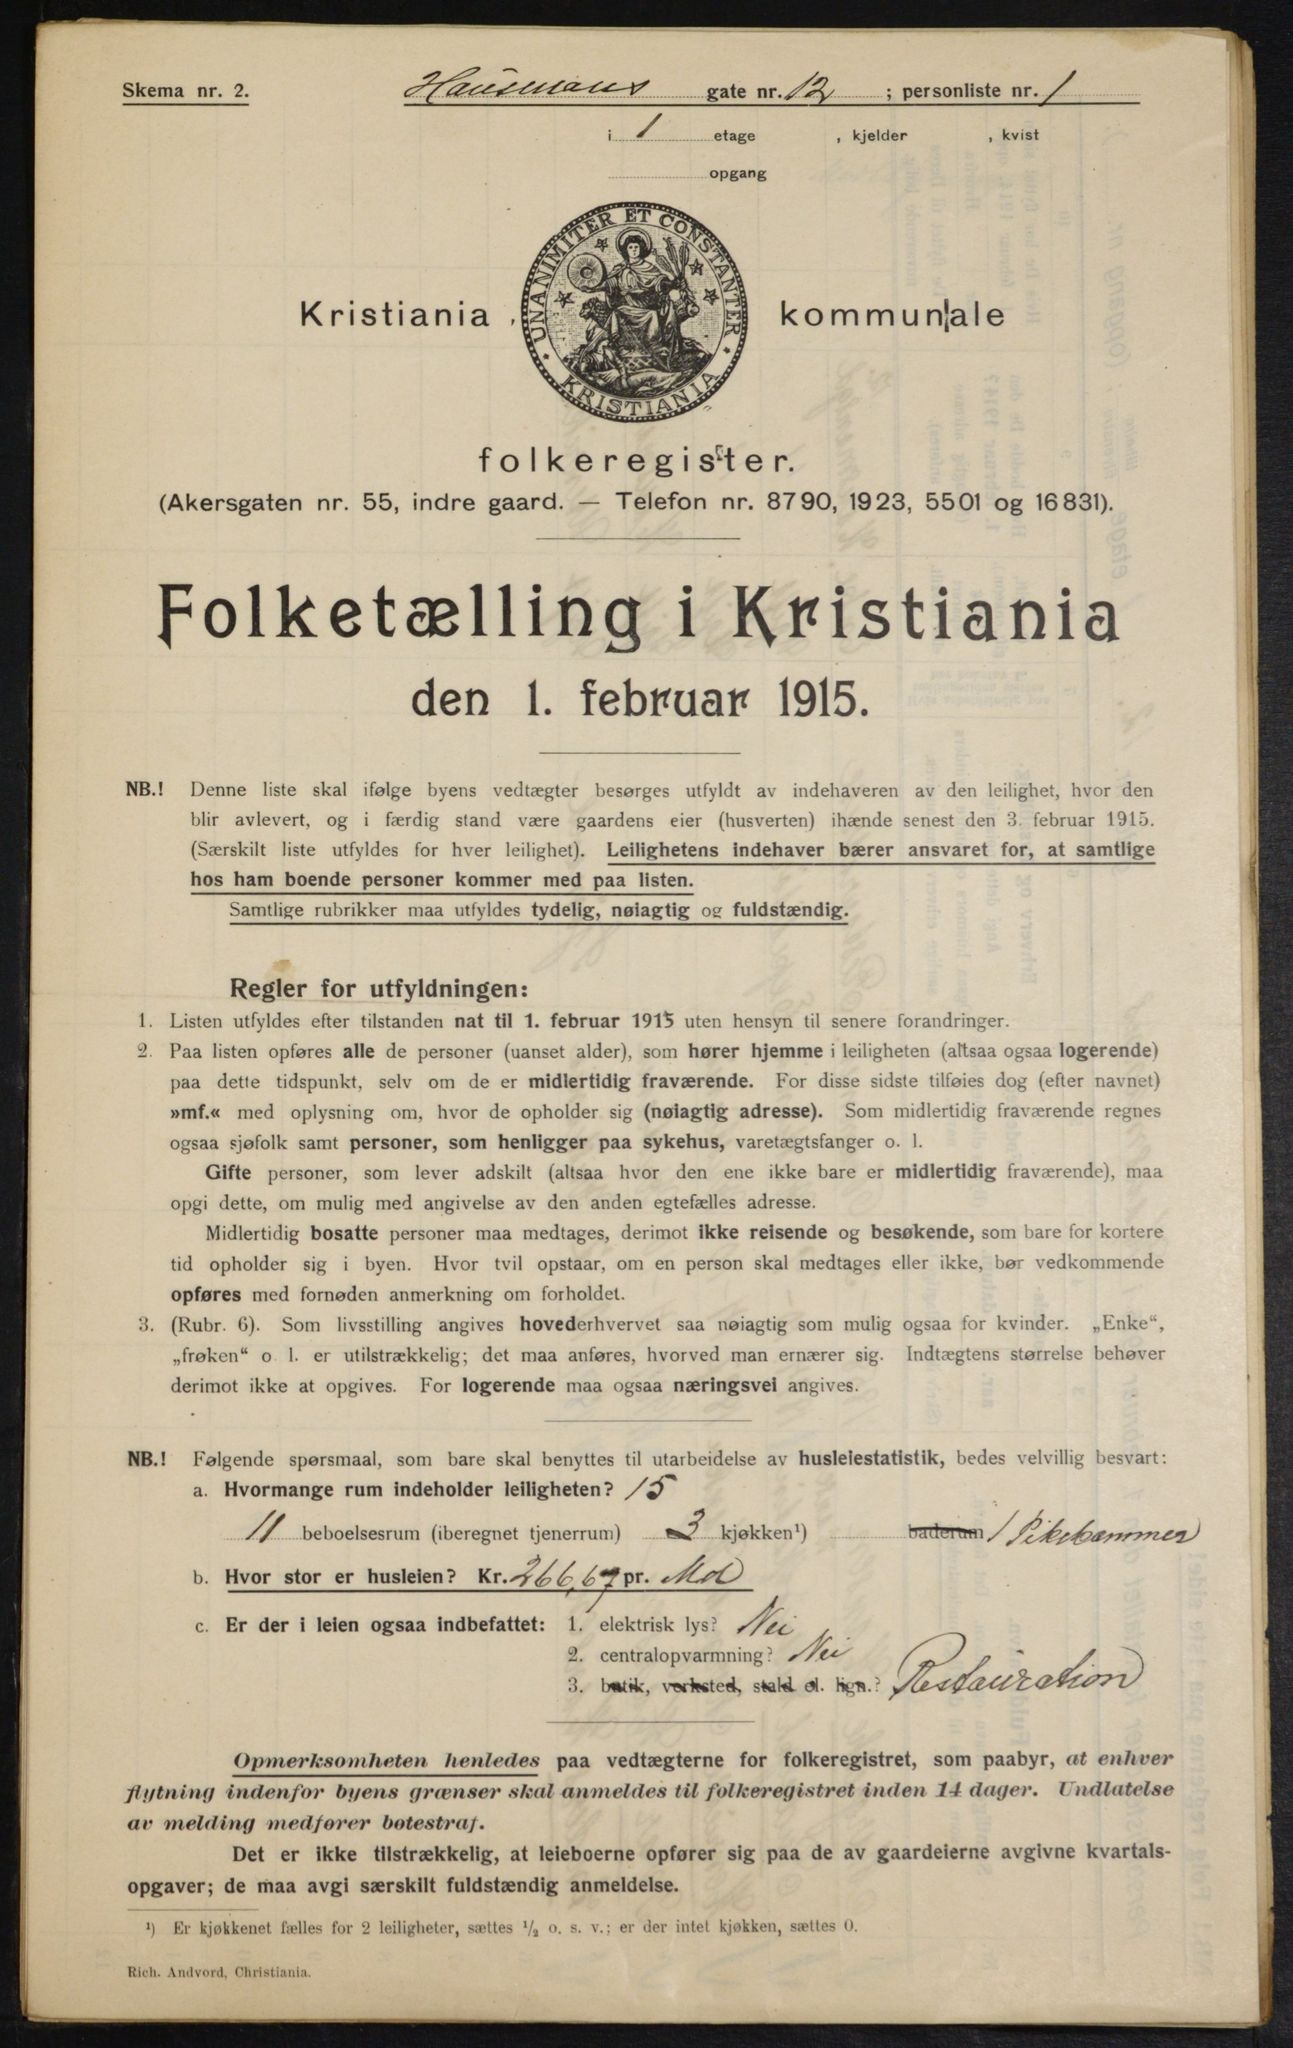 Skema nr. 2.
Hausmans gate nr. 12 ; personliste nr. 1
i 1 etage , kjelder , kvist
opgang
UNANIMITER ET CONSTANTER
KRISTIANIA
Kristiania kommunale
folkeregister.
(Akersgaten nr. 55, indre gaard. — Telefon nr. 8790, 1923, 5501 og 16831).
Folketælling i Kristiania
den 1. februar 1915.
NB.! Denne liste skal ifølge byens vedtægter besørges utfyldt av indehaveren av den leilighet, hvor den
blir avlevert, og i færdig stand være gaardens eier (husverten) ihænde senest den 3. februar 1915.
(Særskilt liste utfyldes for hver leilighet). Leilighetens indehaver bærer ansvaret for, at samtlige
hos ham boende personer kommer med paa listen.
Samtlige rubrikker maa utfyldes tydelig, nøiagtig og fuldstændig.
Regler for utfyldningen:
1. Listen utfyldes efter tilstanden nat til 1. februar 1915 uten hensyn til senere forandringer.
2. Paa listen opføres alle de personer (uanset alder), som hører hjemme i leiligheten (altsaa ogsaa logerende)
paa dette tidspunkt, selv om de er midlertidig fraværende. For disse sidste tilføies dog (efter navnet)
»mf.« med oplysning om, hvor de opholder sig (nøiagtig adresse). Som midlertidig fraværende regnes
ogsaa sjøfolk samt personer, som henligger paa sykehus, varetægtsfanger o. l.
Gifte personer, som lever adskilt (altsaa hvor den ene ikke bare er midlertidig fraværende), maa
opgi dette, om mulig med angivelse av den anden egtefælles adresse.
Midlertidig bosatte personer maa medtages, derimot ikke reisende og besøkende, som bare for kortere
tid opholder sig i byen. Hvor tvil opstaar, om en person skal medtages eller ikke, bør vedkommende
opføres med fornøden anmerkning om forholdet.
3. (Rubr. 6). Som livsstilling angives hovederhvervet saa nøiagtig som mulig ogsaa for kvinder. „Enke“,
„frøken“ o l. er utilstrækkelig; det maa anføres, hvorved man ernærer sig. Indtægtens størrelse behøver
derimot ikke at opgives. For logerende maa ogsaa næringsvei angives.
NB.! Følgende spørsmaal, som bare skal benyttes til utarbeidelse av husleiestatistik, bedes velvillig besvart:
a. Hvormange rum indeholder leiligheten? 15
11 beboelsesrum (iberegnet tjenerrum) 3 kjøkken¹) baderum 1 Pikekammer
b. Hvor stor er husleien? Kr. 266,67 pr. Md
c. Er der i leien ogsaa indbefattet: 1. elektrisk lys? Nei
2. centralopvarmning? Nei
3. butik, verksted, stald el. lign.? Restauration
Opmerksomheten henledes paa vedtægterne for folkeregistret, som paabyr, at enhver
flytning indenfor byens grænser skal anmeldes til folkeregistret inden 14 dager. Undlatelse
av melding medfører bøtestraf.
Det er ikke tilstrækkelig, at leieboerne opfører sig paa de av gaardeierne avgivne kvartals-
opgaver; de maa avgi særskilt fuldstændig anmeldelse.
¹) Er kjøkkenet fælles for 2 leiligheter, sættes ½ o. s. v.; er der intet kjøkken, sættes 0.
Rich. Andvord, Christiania.